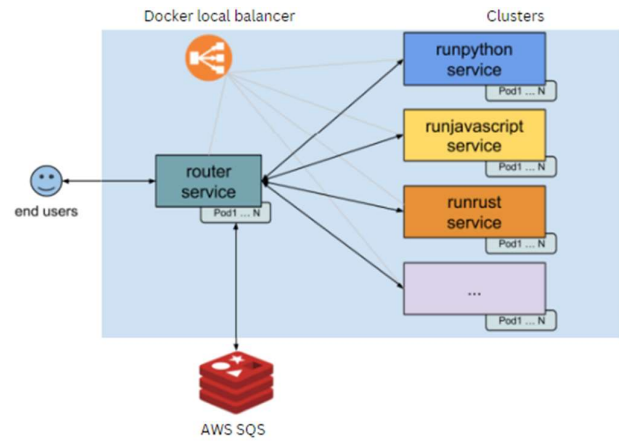 Docker local balancer
Clusters
runpython
service
Pod1 ... N
runjavascript
service
Pod1 ... N
router
service
Pod1 ... N
end users
runrust
service
Pod1 ... N
...
Pod1 ... N
AWS SQS